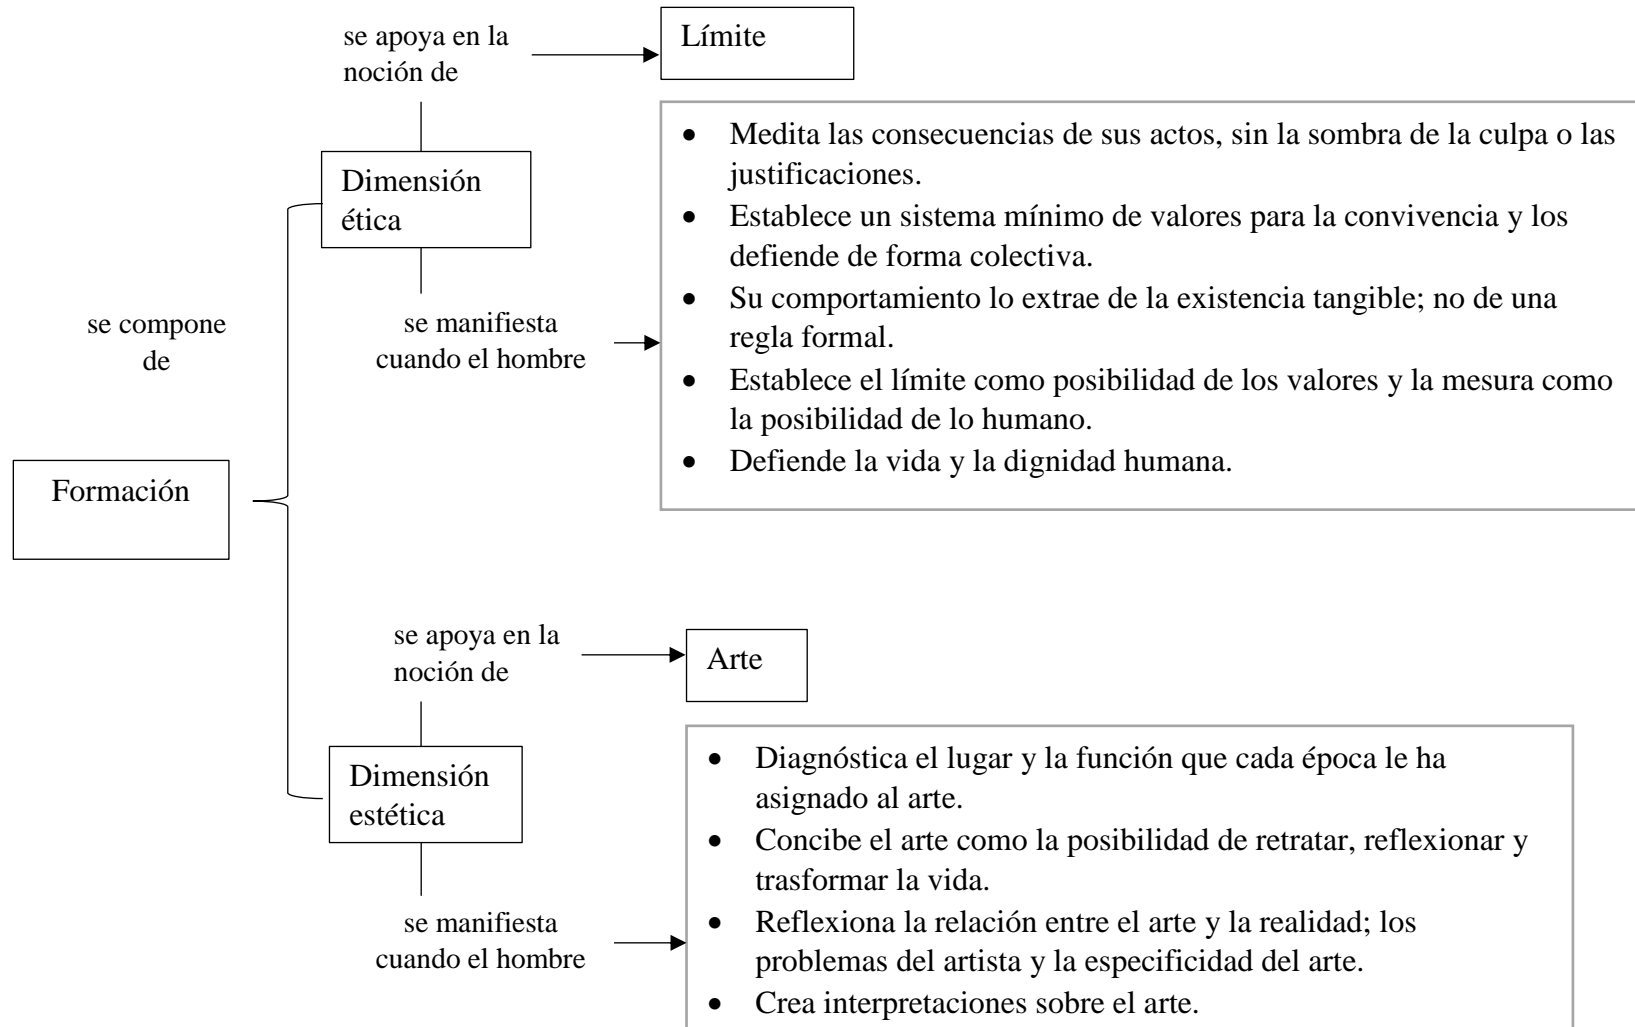 se apoya en la
noción de
Límite
Dimensión
ética
• Medita las consecuencias de sus actos, sin la sombra de la culpa o las
justificaciones.
• Establece un sistema mínimo de valores para la convivencia y los
defiende de forma colectiva.
• Su comportamiento lo extrae de la existencia tangible; no de una
regla formal.
• Establece el límite como posibilidad de los valores y la mesura como
la posibilidad de lo humano.
• Defiende la vida y la dignidad humana.
se manifiesta
cuando el hombre
se compone
de
Formación
se apoya en la
noción de
Arte
Dimensión
estética
• Diagnóstica el lugar y la función que cada época le ha
asignado al arte.
• Concibe el arte como la posibilidad de retratar, reflexionar y
trasformar la vida.
• Reflexiona la relación entre el arte y la realidad; los
problemas del artista y la especificidad del arte.
• Crea interpretaciones sobre el arte.
se manifiesta
cuando el hombre